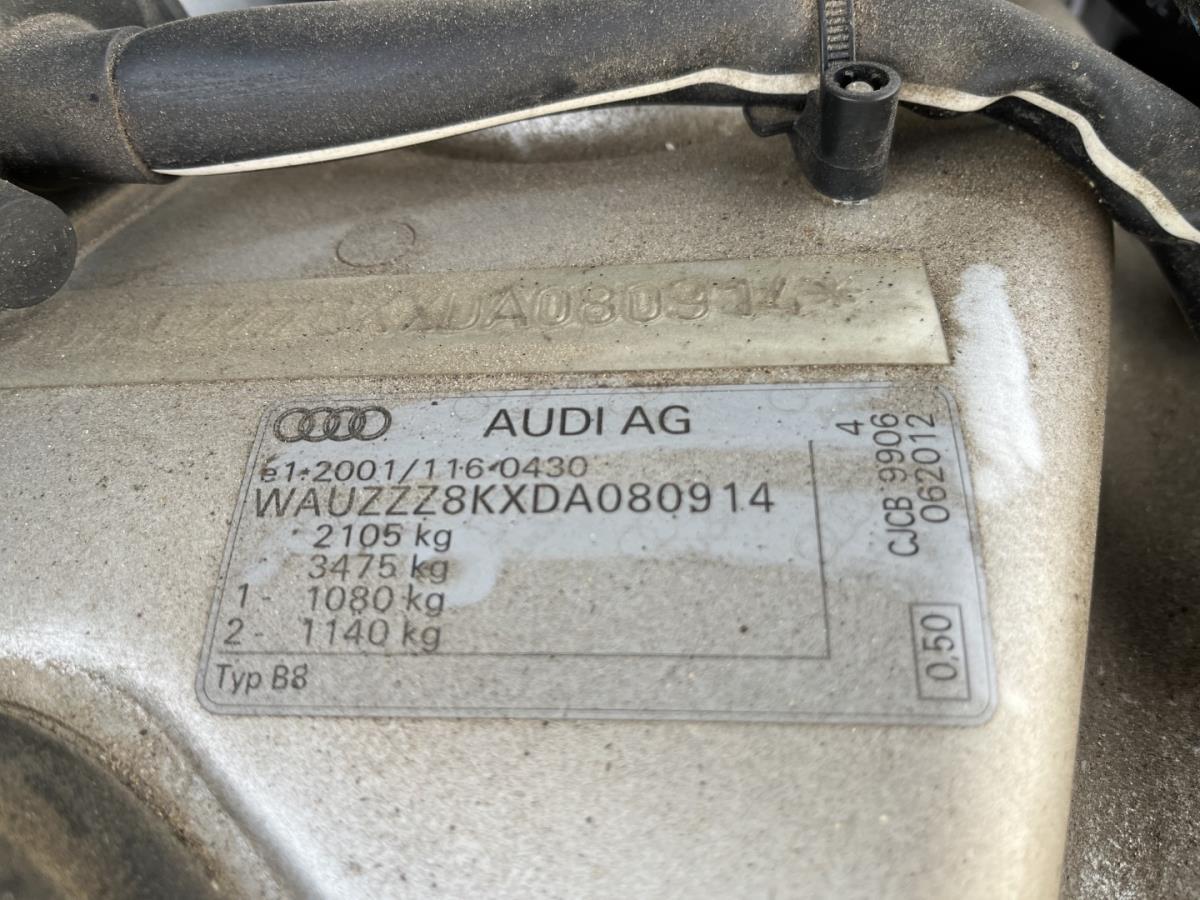 XDA080914*
AUDI AG
e1*2001/116*0430
WAUZZZ8KXDA080914
2105 kg
3475 kg
1- 1080 kg
2- 1140 kg
Typ B8
4
CJCB 9906
062012
0,50